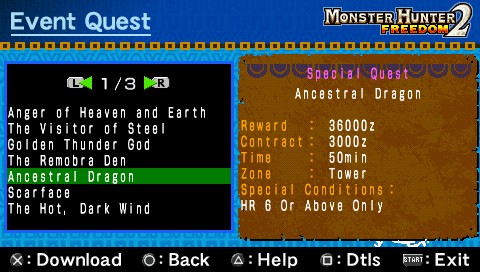 Event Quest
MONSTER HUNTER
FREEDOM 2
L 1/3 R
Anger of Heaven and Earth
The Visitor of Steel
Golden Thunder God
The Remobra Den
Ancestral Dragon
Scarface
The Hot, Dark Wind
Special Quest
Ancestral Dragon
Reward : 36000z
Contract : 3000z
Time : 50min
Zone : Tower
Special Conditions :
HR 6 Or Above Only
:Download :Back :Help :Dtls START :Exit